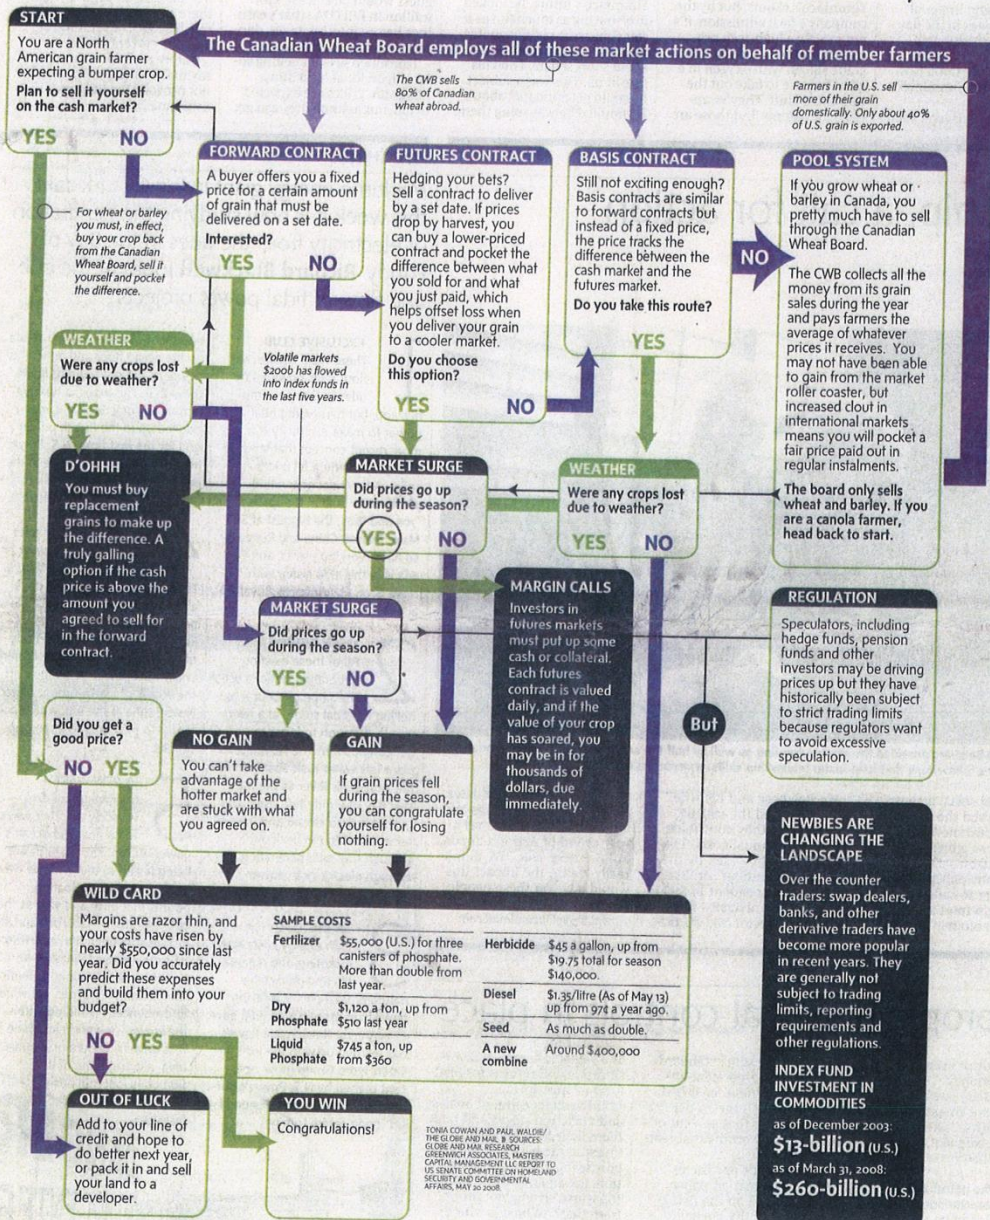 START
You are a North
American grain farmer
expecting a bumper crop.
Plan to sell it yourself
on the cash market?
YES NO
The Canadian Wheat Board employs all of these market actions on behalf of member farmers
The CWB sells
80% of Canadian
wheat abroad.
Farmers in the U.S. sell
more of their grain
domestically. Only about 40%
of U.S. grain is exported.
For wheat or barley
you must, in effect,
buy your crop back
from the Canadian
Wheat Board, sell it
yourself and pocket
the difference.
FORWARD CONTRACT
A buyer offers you a fixed
price for a certain amount
of grain that must be
delivered on a set date.
Interested?
YES NO
FUTURES CONTRACT
Hedging your bets?
Sell a contract to deliver
by a set date. If prices
drop by harvest, you
can buy a lower-priced
contract and pocket the
difference between what
you sold for and what
you just paid, which
helps offset loss when
you deliver your grain
to a cooler market.
Do you choose
this option?
YES NO
BASIS CONTRACT
Still not exciting enough?
Basis contracts are similar
to forward contracts but
instead of a fixed price,
the price tracks the
difference between the
cash market and the
futures market.
Do you take this route?
YES
NO
POOL SYSTEM
If you grow wheat or
barley in Canada, you
pretty much have to sell
through the Canadian
Wheat Board.
The CWB collects all the
money from its grain
sales during the year
and pays farmers the
average of whatever
prices it receives. You
may not have been able
to gain from the market
roller coaster, but
increased clout in
international markets
means you will pocket a
fair price paid out in
regular instalments.
The board only sells
wheat and barley. If you
are a canola farmer,
head back to start.
WEATHER
Were any crops lost
due to weather?
YES NO
Volatile markets
$200b has flowed
into index funds in
the last five years.
D'OHHH
You must buy
replacement
grains to make up
the difference. A
truly galling
option if the cash
price is above the
amount you
agreed to sell for
in the forward
contract.
MARKET SURGE
Did prices go up
during the season?
YES NO
WEATHER
Were any crops lost
due to weather?
YES NO
MARKET SURGE
Did prices go up
during the season?
YES NO
MARGIN CALLS
Investors in
futures markets
must put up some
cash or collateral.
Each futures
contract is valued
daily, and if the
value of your crop
has soared, you
may be in for
thousands of
dollars, due
immediately.
REGULATION
Speculators, including
hedge funds, pension
funds and other
investors may be driving
prices up but they have
historically been subject
to strict trading limits
because regulators want
to avoid excessive
speculation.
But
Did you get a
good price?
NO YES
NO GAIN
You can't take
advantage of the
hotter market and
are stuck with what
you agreed on.
GAIN
If grain prices fell
during the season,
you can congratulate
yourself for losing
nothing.
NEWBIES ARE
CHANGING THE
LANDSCAPE
Over the counter
traders: swap dealers,
banks, and other
derivative traders have
become more popular
in recent years. They
are generally not
subject to trading
limits, reporting
requirements and
other regulations.
INDEX FUND
INVESTMENT IN
COMMODITIES
as of December 2003:
$13-billion (U.S.)
as of March 31, 2008:
$260-billion (U.S.)
WILD CARD
Margins are razor thin, and
your costs have risen by
nearly $550,000 since last
year. Did you accurately
predict these expenses
and build them into your
budget?
NO YES
SAMPLE COSTS
Fertilizer $55,000 (U.S.) for three
canisters of phosphate.
More than double from
last year.
Dry $1,120 a ton, up from
Phosphate $510 last year
Liquid $745 a ton, up
Phosphate from $360
Herbicide $45 a gallon, up from
$19.75 total for season
$140,000.
Diesel $1.35/litre (As of May 13)
up from 97¢ a year ago.
Seed As much as double.
A new Around $400,000
combine
OUT OF LUCK
Add to your line of
credit and hope to
do better next year,
or pack it in and sell
your land to a
developer.
YOU WIN
Congratulations!
TONIA COWAN AND PAUL WALDIE/
THE GLOBE AND MAIL SOURCES:
GLOBE AND MAIL RESEARCH
GREENWICH ASSOCIATES, MASTERS
CAPITAL MANAGEMENT LLC REPORT TO
US SENATE COMMITTEE ON HOMELAND
SECURITY AND GOVERNMENTAL
AFFAIRS, MAY 20 2008.